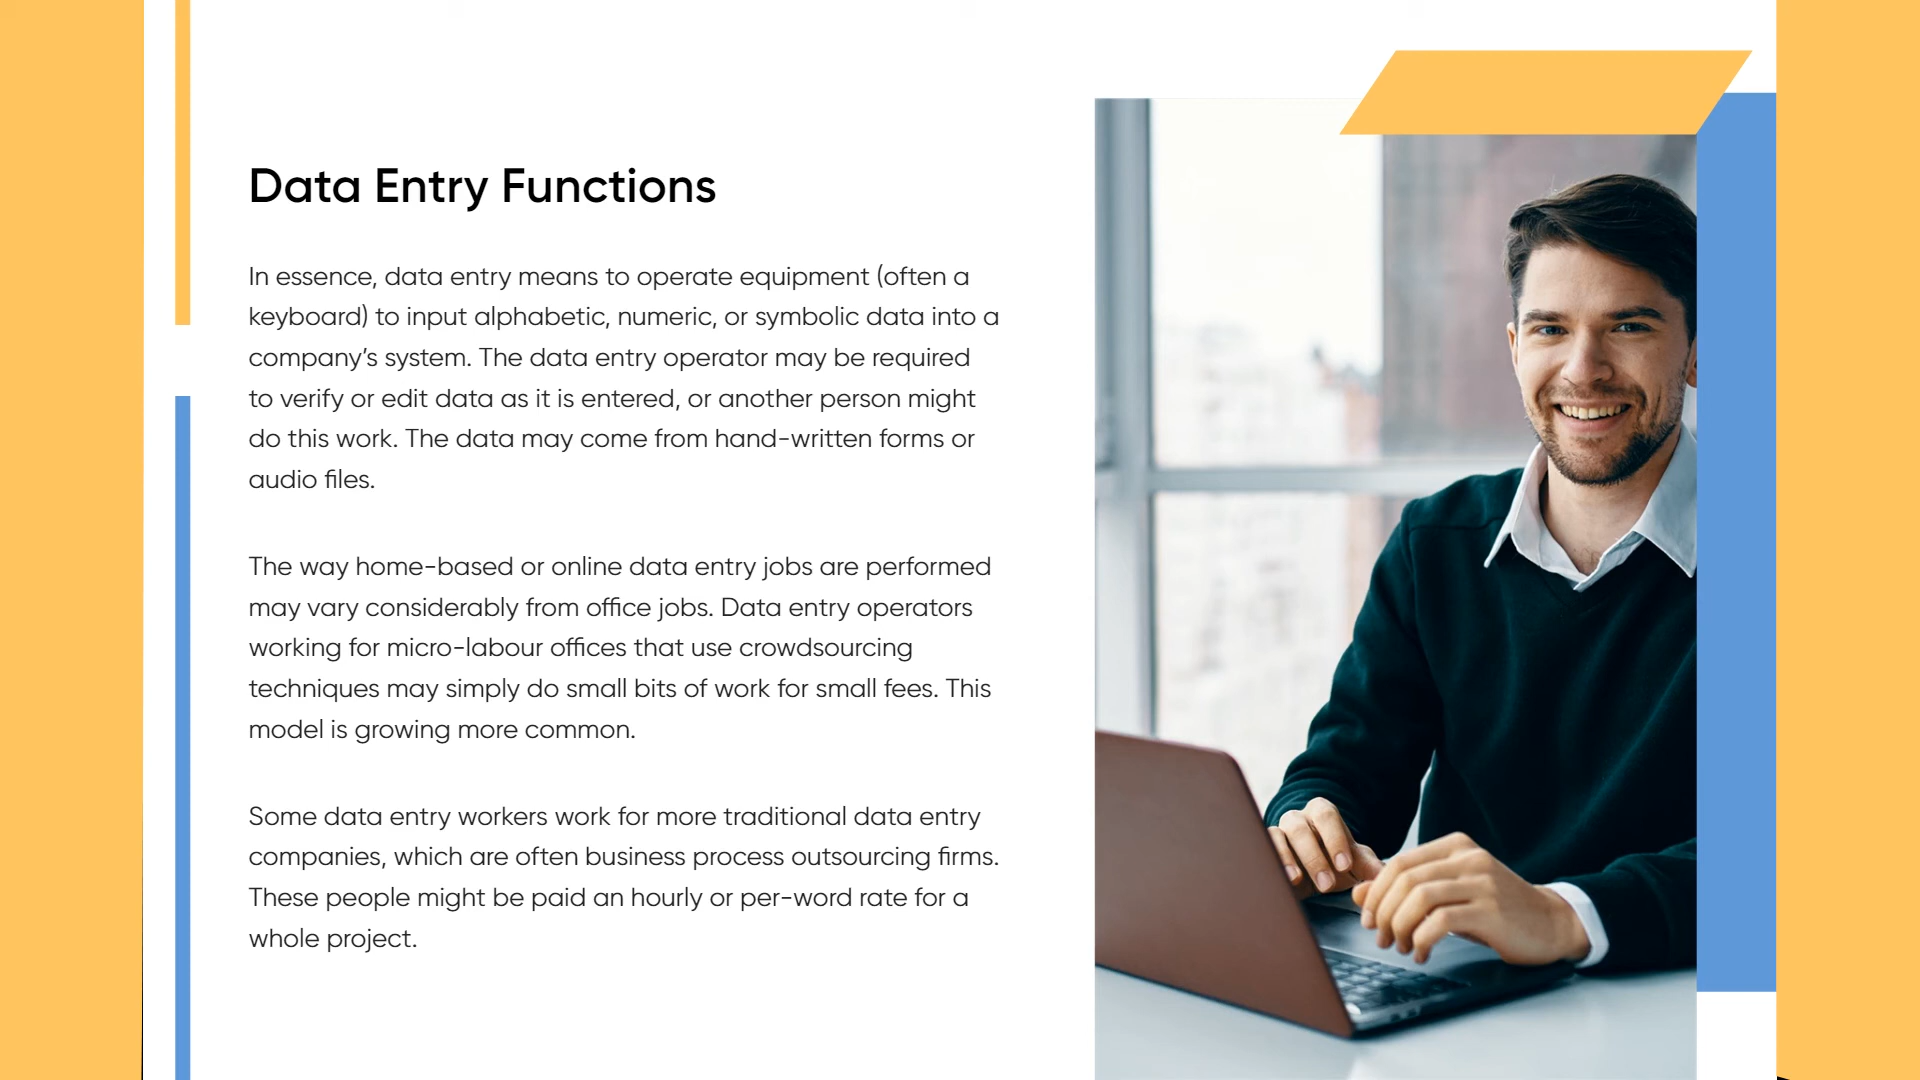 Data Entry Functions
In essence, data entry means to operate equipment (often a
keyboard) to input alphabetic, numeric, or symbolic data into a
company’s system. The data entry operator may be required
to verify or edit data as it is entered, or another person might
do this work. The data may come from hand-written forms or
audio files.
The way home-based or online data entry jobs are performed
may vary considerably from office jobs. Data entry operators
working for micro-labour offices that use crowdsourcing
techniques may simply do small bits of work for small fees. This
model is growing more common.
Some data entry workers work for more traditional data entry
companies, which are often business process outsourcing firms.
These people might be paid an hourly or per-word rate for a
whole project.